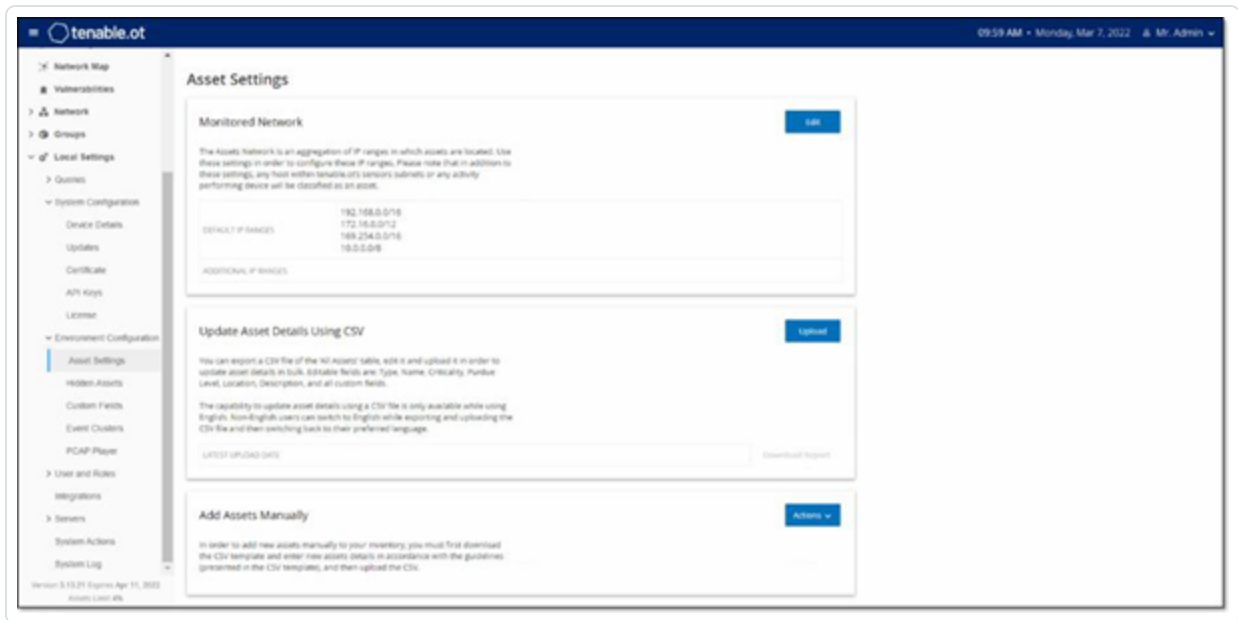 tenable.ot
09:59 AM • Monday, Mar 7, 2022 Mr. Admin
Network Map
Vulnerabilities
Network
Groups
Local Settings
Queries
System Configuration
Device Details
Updates
Certificate
API Keys
License
Environment Configuration
Asset Settings
Hidden Assets
Custom Fields
Event Clusters
PCAP Player
User and Roles
Integrations
Servers
System Actions
System Log
Version 3.13.21 Expires Apr 11, 2022
Assets Limit 4%
Asset Settings
Monitored Network
Edit
The Assets Network is an aggregation of IP ranges in which assets are located. Use
these settings in order to configure these IP ranges. Please note that in addition to
these settings, any host within tenable.ot's sensors subnets or any activity
performing device will be classified as an asset.
DEFAULT IP RANGES
192.168.0.0/16
172.16.0.0/12
169.254.0.0/16
10.0.0.0/8
ADDITIONAL IP RANGES
Update Asset Details Using CSV
Upload
You can export a CSV file of the 'All Assets' table, edit it and upload it in order to
update asset details in bulk. Editable fields are: Type, Name, Criticality, Purdue
Level, Location, Description, and all custom fields.
The capability to update asset details using a CSV file is only available while using
English. Non-English users can switch to English while exporting and uploading the
CSV file and then switching back to their preferred language.
LATEST UPLOAD DATE
Download Report
Add Assets Manually
Actions
In order to add new assets manually to your inventory, you must first download
the CSV template and enter new assets details in accordance with the guidelines
(presented in the CSV template), and then upload the CSV.